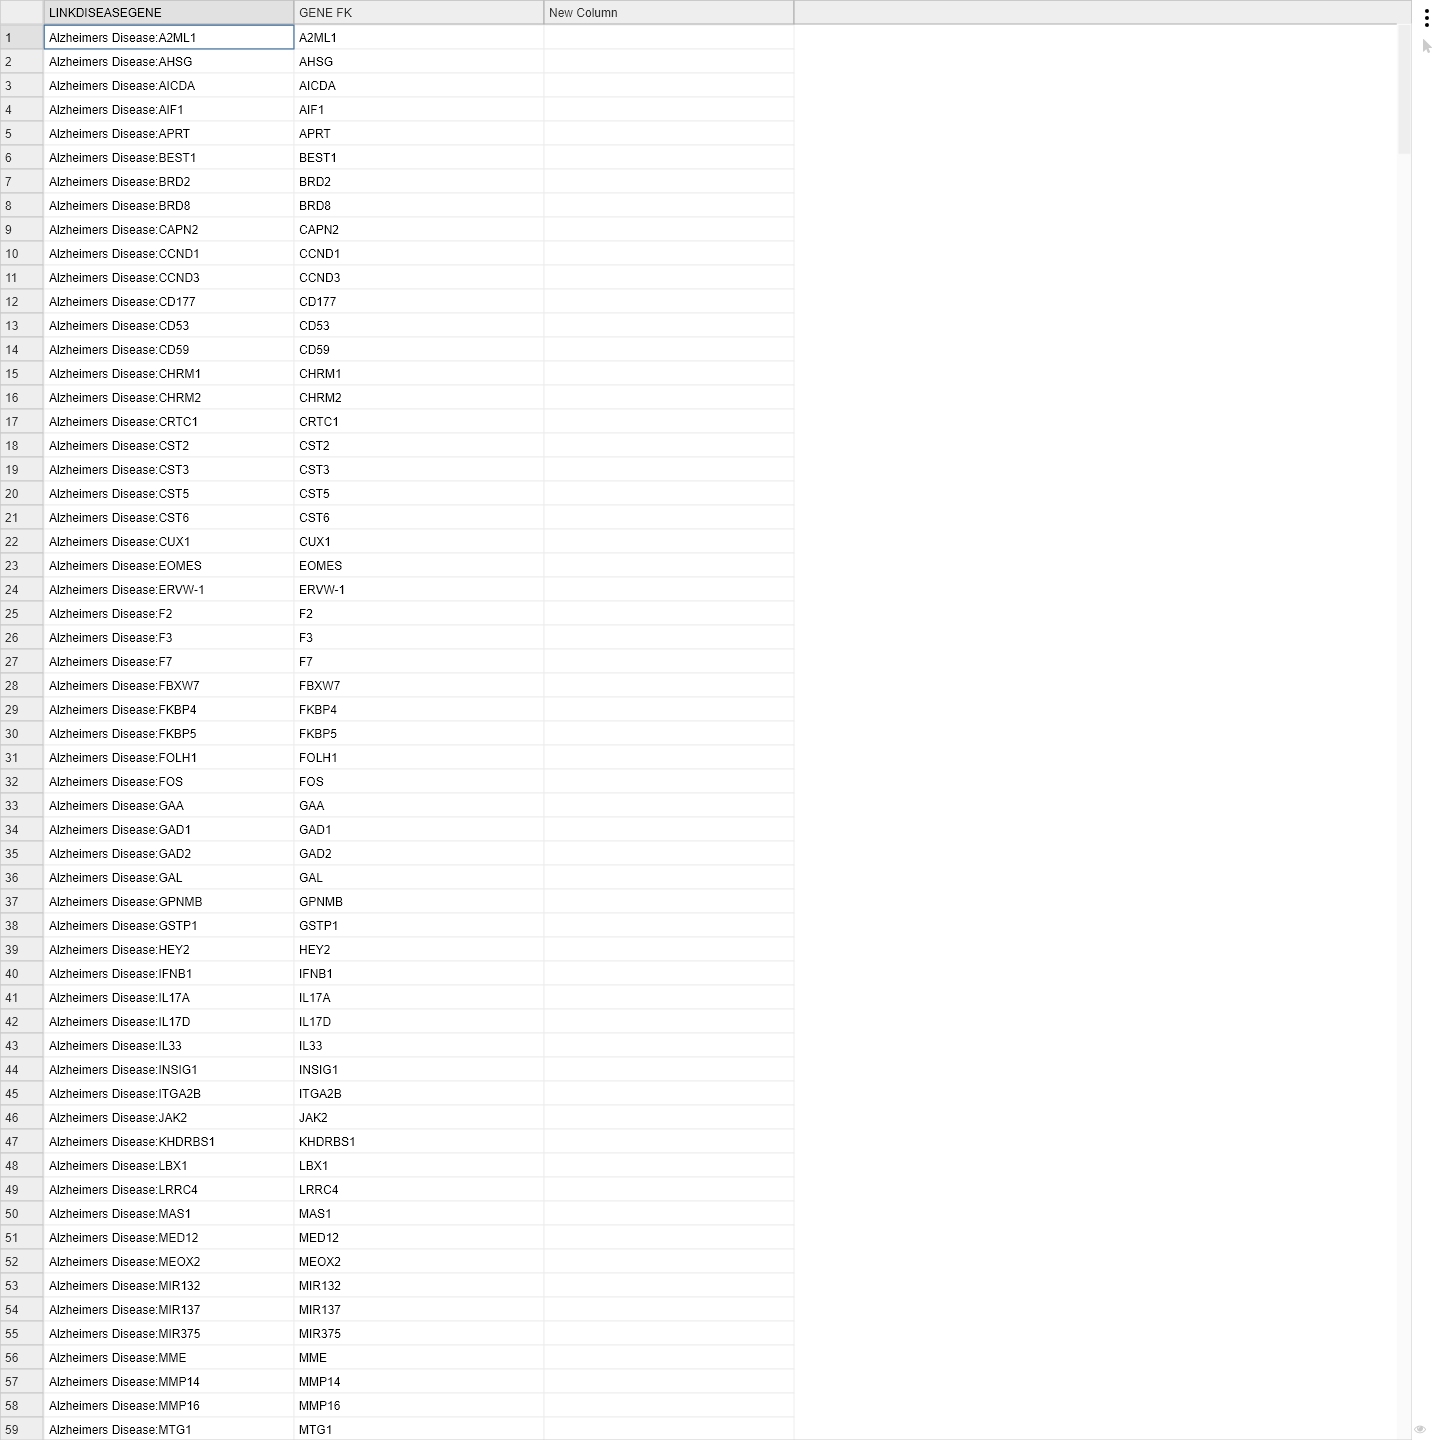 LINKDISEASEGENE GENE FK New Column
1 Alzheimers Disease:A2ML1 A2ML1
2 Alzheimers Disease:AHSG AHSG
3 Alzheimers Disease:AICDA AICDA
4 Alzheimers Disease:AIF1 AIF1
5 Alzheimers Disease:APRT APRT
6 Alzheimers Disease:BEST1 BEST1
7 Alzheimers Disease:BRD2 BRD2
8 Alzheimers Disease:BRD8 BRD8
9 Alzheimers Disease:CAPN2 CAPN2
10 Alzheimers Disease:CCND1 CCND1
11 Alzheimers Disease:CCND3 CCND3
12 Alzheimers Disease:CD177 CD177
13 Alzheimers Disease:CD53 CD53
14 Alzheimers Disease:CD59 CD59
15 Alzheimers Disease:CHRM1 CHRM1
16 Alzheimers Disease:CHRM2 CHRM2
17 Alzheimers Disease:CRTC1 CRTC1
18 Alzheimers Disease:CST2 CST2
19 Alzheimers Disease:CST3 CST3
20 Alzheimers Disease:CST5 CST5
21 Alzheimers Disease:CST6 CST6
22 Alzheimers Disease:CUX1 CUX1
23 Alzheimers Disease:EOMES EOMES
24 Alzheimers Disease:ERVW-1 ERVW-1
25 Alzheimers Disease:F2 F2
26 Alzheimers Disease:F3 F3
27 Alzheimers Disease:F7 F7
28 Alzheimers Disease:FBXW7 FBXW7
29 Alzheimers Disease:FKBP4 FKBP4
30 Alzheimers Disease:FKBP5 FKBP5
31 Alzheimers Disease:FOLH1 FOLH1
32 Alzheimers Disease:FOS FOS
33 Alzheimers Disease:GAA GAA
34 Alzheimers Disease:GAD1 GAD1
35 Alzheimers Disease:GAD2 GAD2
36 Alzheimers Disease:GAL GAL
37 Alzheimers Disease:GPNMB GPNMB
38 Alzheimers Disease:GSTP1 GSTP1
39 Alzheimers Disease:HEY2 HEY2
40 Alzheimers Disease:IFNB1 IFNB1
41 Alzheimers Disease:IL17A IL17A
42 Alzheimers Disease:IL17D IL17D
43 Alzheimers Disease:IL33 IL33
44 Alzheimers Disease:INSIG1 INSIG1
45 Alzheimers Disease:ITGA2B ITGA2B
46 Alzheimers Disease:JAK2 JAK2
47 Alzheimers Disease:KHDRBS1 KHDRBS1
48 Alzheimers Disease:LBX1 LBX1
49 Alzheimers Disease:LRRC4 LRRC4
50 Alzheimers Disease:MAS1 MAS1
51 Alzheimers Disease:MED12 MED12
52 Alzheimers Disease:MEOX2 MEOX2
53 Alzheimers Disease:MIR132 MIR132
54 Alzheimers Disease:MIR137 MIR137
55 Alzheimers Disease:MIR375 MIR375
56 Alzheimers Disease:MME MME
57 Alzheimers Disease:MMP14 MMP14
58 Alzheimers Disease:MMP16 MMP16
59 Alzheimers Disease:MTG1 MTG1